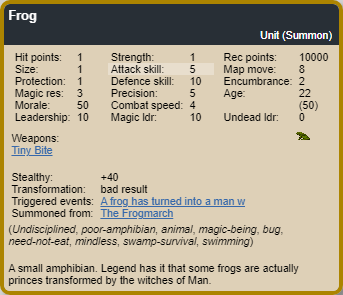 Frog
Unit (Summon)
Hit points: 1 Strength: 1 Rec points: 10000
Size: 1 Attack skill: 5 Map move: 8
Protection: 1 Defence skill: 10 Encumbrance: 2
Magic res: 3 Precision: 5 Age: 22
Morale: 50 Combat speed: 4 (50)
Leadership: 10 Magic ldr: 10 Undead ldr: 0
Weapons:
Tiny Bite
Stealthy: +40
Transformation: bad result
Triggered events: A frog has turned into a man w
Summoned from: The Frogmarch
(Undisciplined, poor-amphibian, animal, magic-being, bug,
need-not-eat, mindless, swamp-survival, swimming)
A small amphibian. Legend has it that some frogs are actually
princes transformed by the witches of Man.